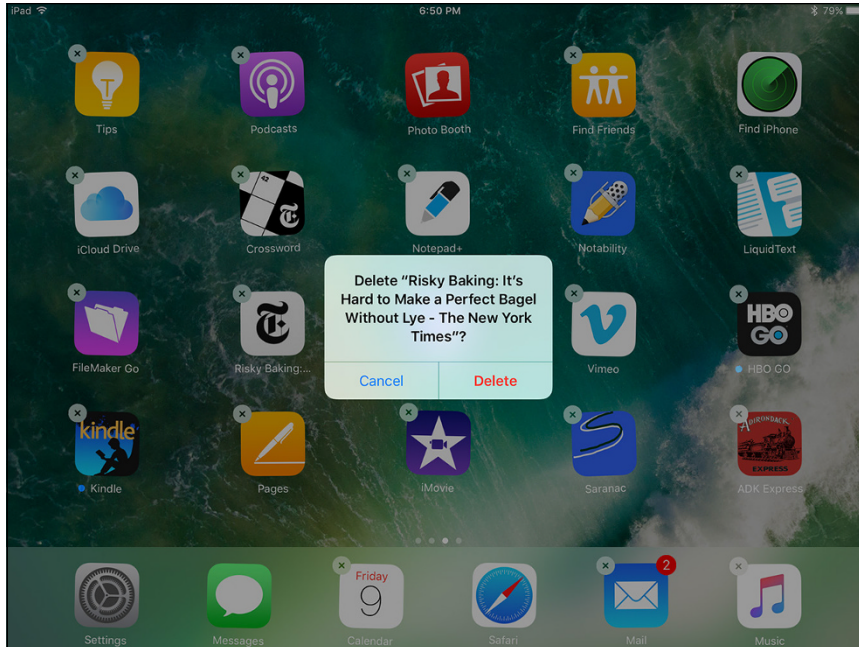 iPad 6:50 PM 79%
Tips Podcasts Photo Booth Find Friends Find iPhone
42
iCloud Drive Crossword Notepad+ Notability LiquidText
Delete “Risky Baking: It’s
Hard to Make a Perfect Bagel
Without Lye - The New York
Times”?
Cancel Delete
HBO
GO
FileMaker Go Risky Baking:... Vimeo HBO GO
kindle
ADIRONDACK
EXPRESS
Kindle Pages iMovie Saranac ADK Express
2
Friday
9
Settings Messages Calendar Safari Mail Music